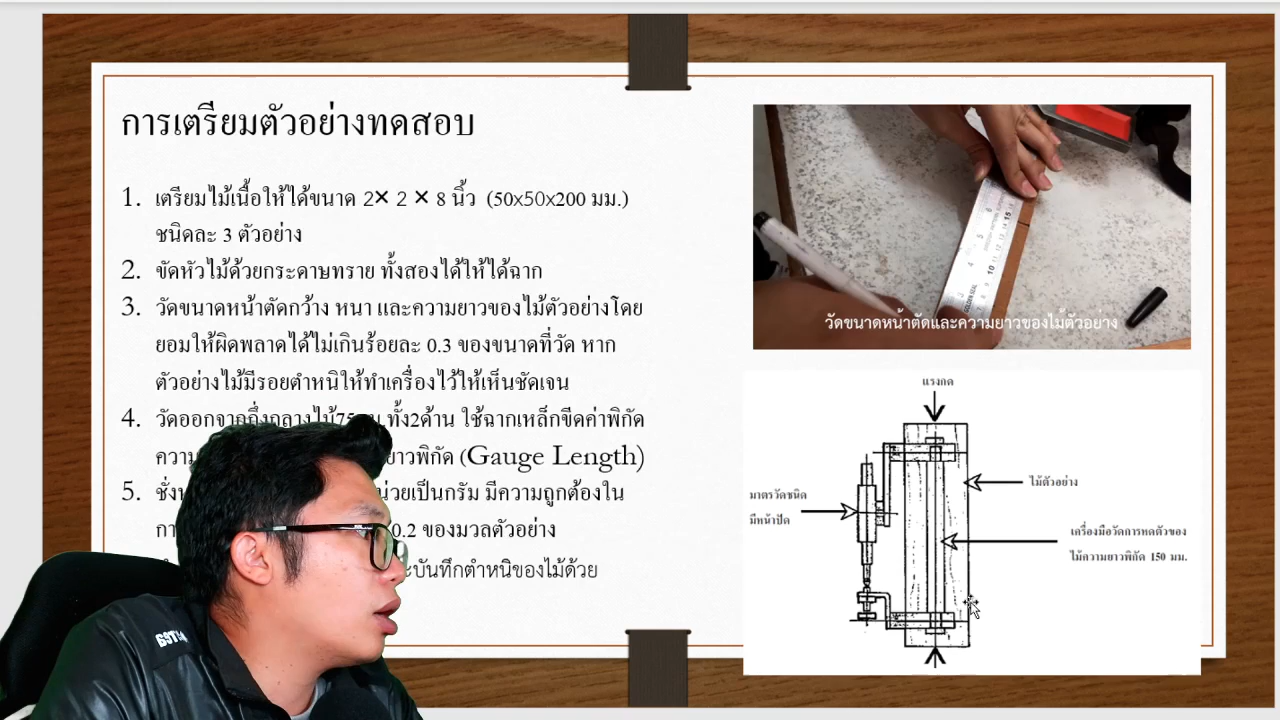 การเตรียมตัวอย่างทดสอบ
1. เตรียมไม้เนื้อให้ได้ขนาด 2× 2 × 8 นิ้ว (50x50x200 มม.)
ชนิดละ 3 ตัวอย่าง
2. ขัดหัวไม้ด้วยกระดาษทราย ทั้งสองได้ให้ได้ฉาก
3. วัดขนาดหน้าตัดกว้าง หนา และความยาวของไม้ตัวอย่างโดย
ยอมให้ผิดพลาดได้ไม่เกินร้อยละ 0.3 ของขนาดที่วัด หาก
ตัวอย่างไม้มีรอยตำหนิให้ทำเครื่องไว้ให้เห็นชัดเจน
4. วัดออกจากกึ่งกลางไม้75 ทั้ง2ด้าน ใช้ฉากเหล็กขีดค่าพิกัด
ความ ยาวพิกัด (Gauge Length)
5. เป็นกรัม มีความถูกต้องใน
0.2 ของมวลตัวอย่าง
บันทึกตำหนิของไม้ด้วย
วัดขนาดหน้าตัดและความยาวของไม้ตัวอย่าง
แรงกด
ไม้ตัวอย่าง
มาตรวัดชนิด
มีหน้าปัด
เครื่องมือวัดการหดตัวของ
ไม้ความยาวพิกัด 150 มม.